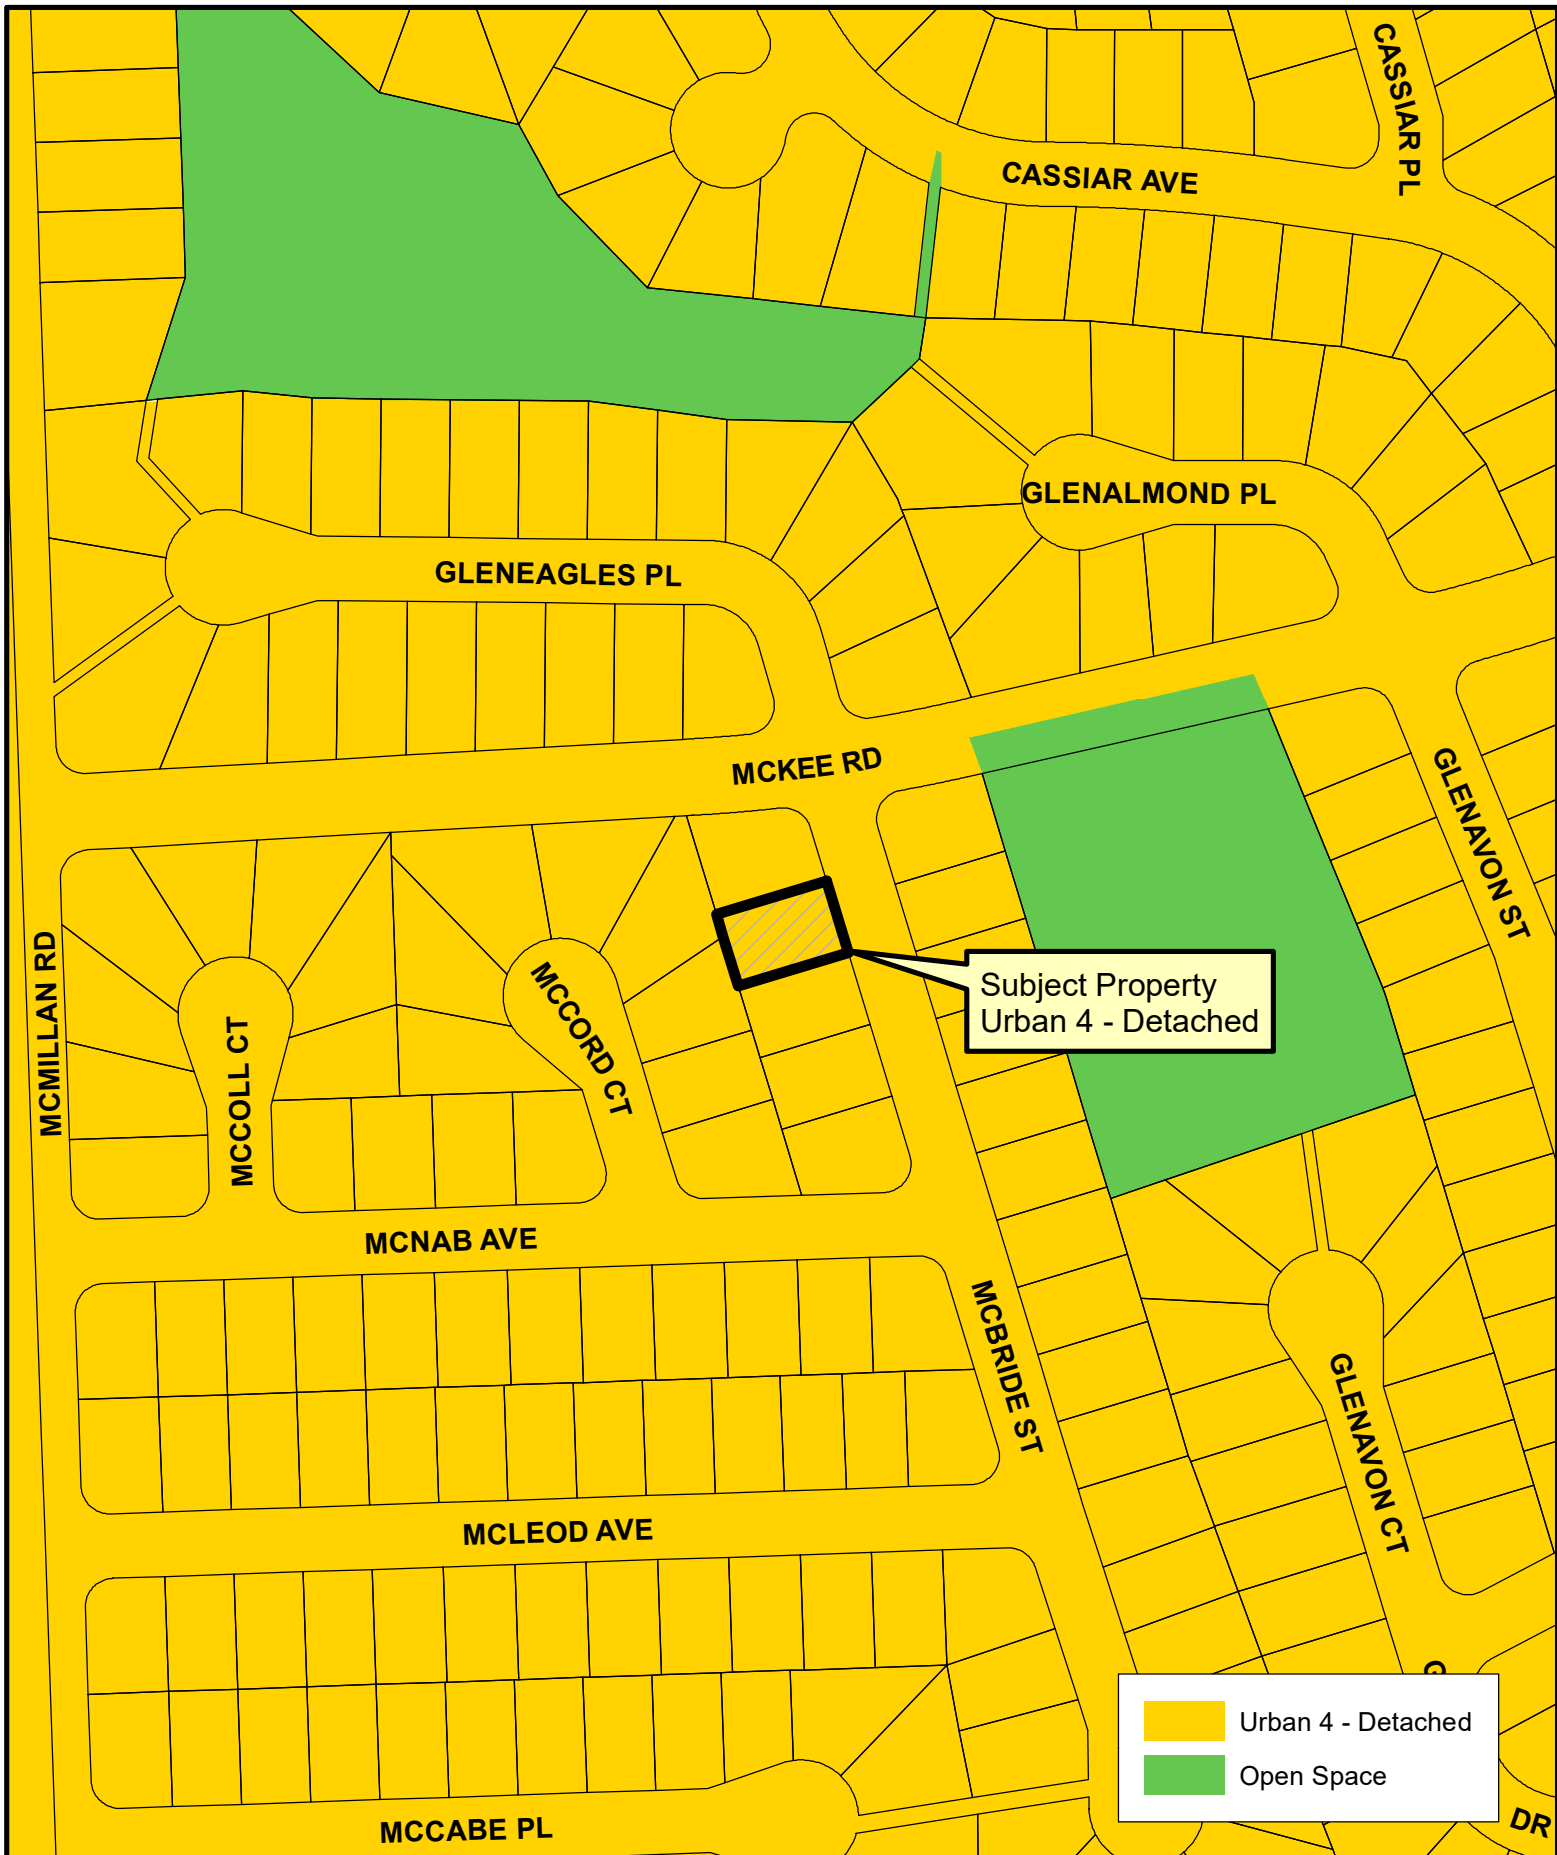 CASSIAR PL
CASSIAR AVE
GLENALMOND PL
GLENEAGLES PL
MCKEE RD
GLENAVON ST
MCMILLAN RD
MCCOLL CT
MCCORD CT
Subject Property
Urban 4 - Detached
MCNAB AVE
MCBRIDE ST
GLENAVON CT
MCLEOD AVE
G
Urban 4 - Detached
Open Space
MCCABE PL
DR